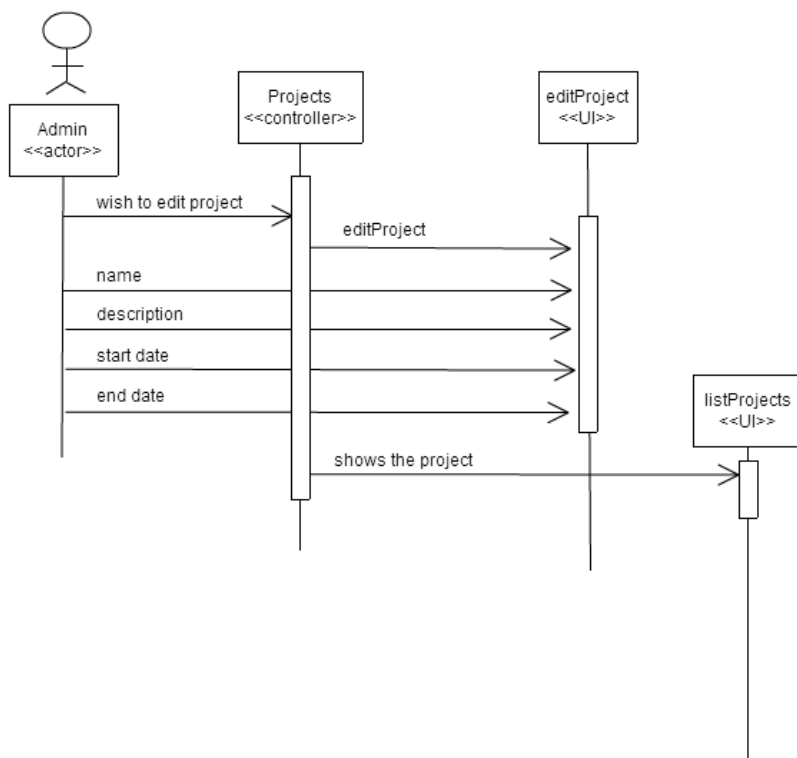 Admin
<<actor>>
Projects
<<controller>>
editProject
<<UI>>
wish to edit project
editProject
name
description
start date
end date
listProjects
<<UI>>
shows the project